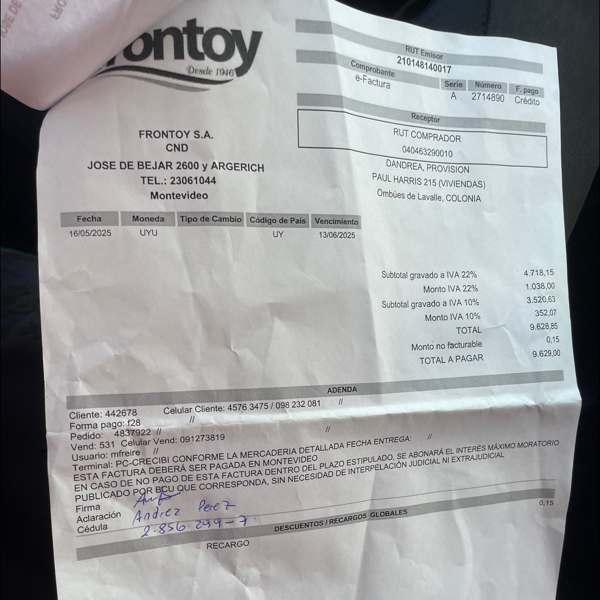 rontoy
Desde 1946
RUT Emisor
210148140017
Comprobante Serie Número F. pago
e-Factura A 2714890 Crédito
Receptor
RUT COMPRADOR
040463290010
DANDREA, PROVISION
PAUL HARRIS 215 (VIVIENDAS)
Ombúes de Lavalle, COLONIA
FRONTOY S.A.
CND
JOSE DE BEJAR 2600 y ARGERICH
TEL.: 23061044
Montevideo
Fecha Moneda Tipo de Cambio Código de País Vencimiento
16/05/2025 UYU UY 13/06/2025
Subtotal gravado a IVA 22% 4.718,15
Monto IVA 22% 1.038,00
Subtotal gravado a IVA 10% 3.520,63
Monto IVA 10% 352,07
TOTAL 9.628,85
Monto no facturable 0,15
TOTAL A PAGAR 9.629,00
ADENDA
Cliente: 442678 Celular Cliente: 4576 3475 / 098 232 081 //
Forma pago: f28 //
Pedido: 4837922 //
Vend: 531 Celular Vend: 091273819
Usuario: mfreire //
Terminal: PC-CRECIBI CONFORME LA MERCADERIA DETALLADA FECHA ENTREGA: //
ESTA FACTURA DEBERÁ SER PAGADA EN MONTEVIDEO
EN CASO DE NO PAGO DE ESTA FACTURA DENTRO DEL PLAZO ESTIPULADO, SE ABONARÁ EL INTERÉS MÁXIMO MORATORIO
PUBLICADO POR BCU QUE CORRESPONDA, SIN NECESIDAD DE INTERPELACIÓN JUDICIAL NI EXTRAJUDICIAL
Firma
Aclaración Andrez Perez
Cédula 2.856.299-7
DESCUENTOS / RECARGOS GLOBALES
RECARGO 0,15